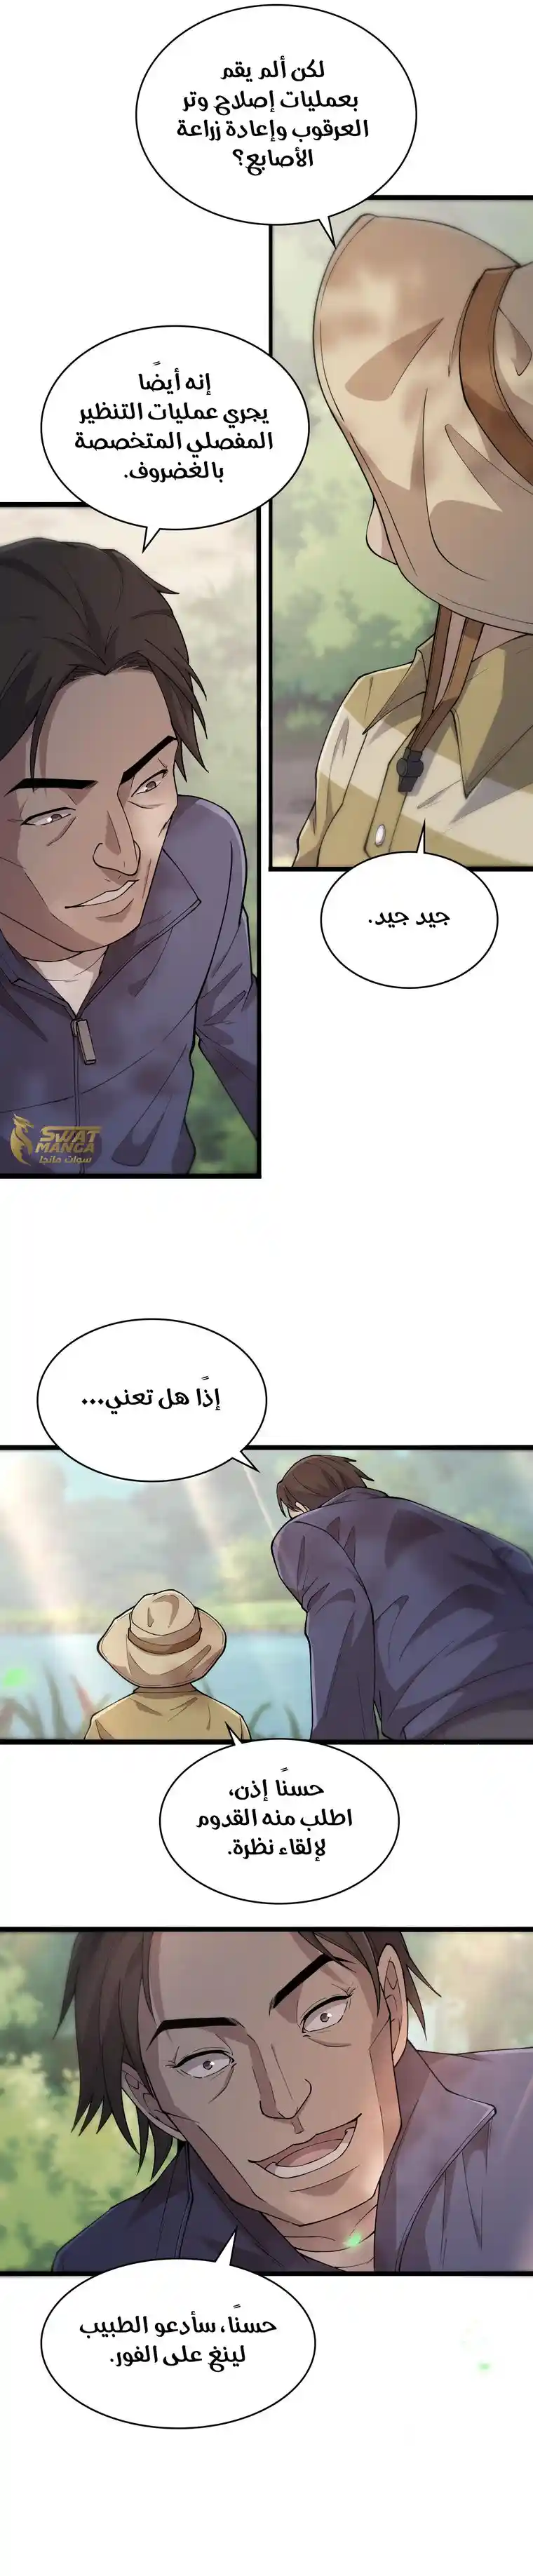 لكن ألم يقم
بعمليات إصلاح وتر
العرقوب وإعادة زراعة
الأصابع؟
إنه أيضًا
يجري عمليات التنظير
المفصلي المتخصصة
بالغضروف.
جيد جيد.
SWAT
MANGA
سوات مانجا
إذًا هل تعني...
حسنًا إذن،
اطلب منه القدوم
لإلقاء نظرة.
حسنًا، سأدعو الطبيب
لينغ على الفور.